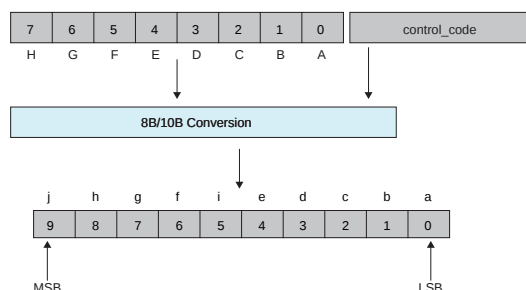 7 6 5 4 3 2 1 0 control_code
H G F E D C B A
8B/10B Conversion
j h g f i e d c b a
9 8 7 6 5 4 3 2 1 0
MSB LSB